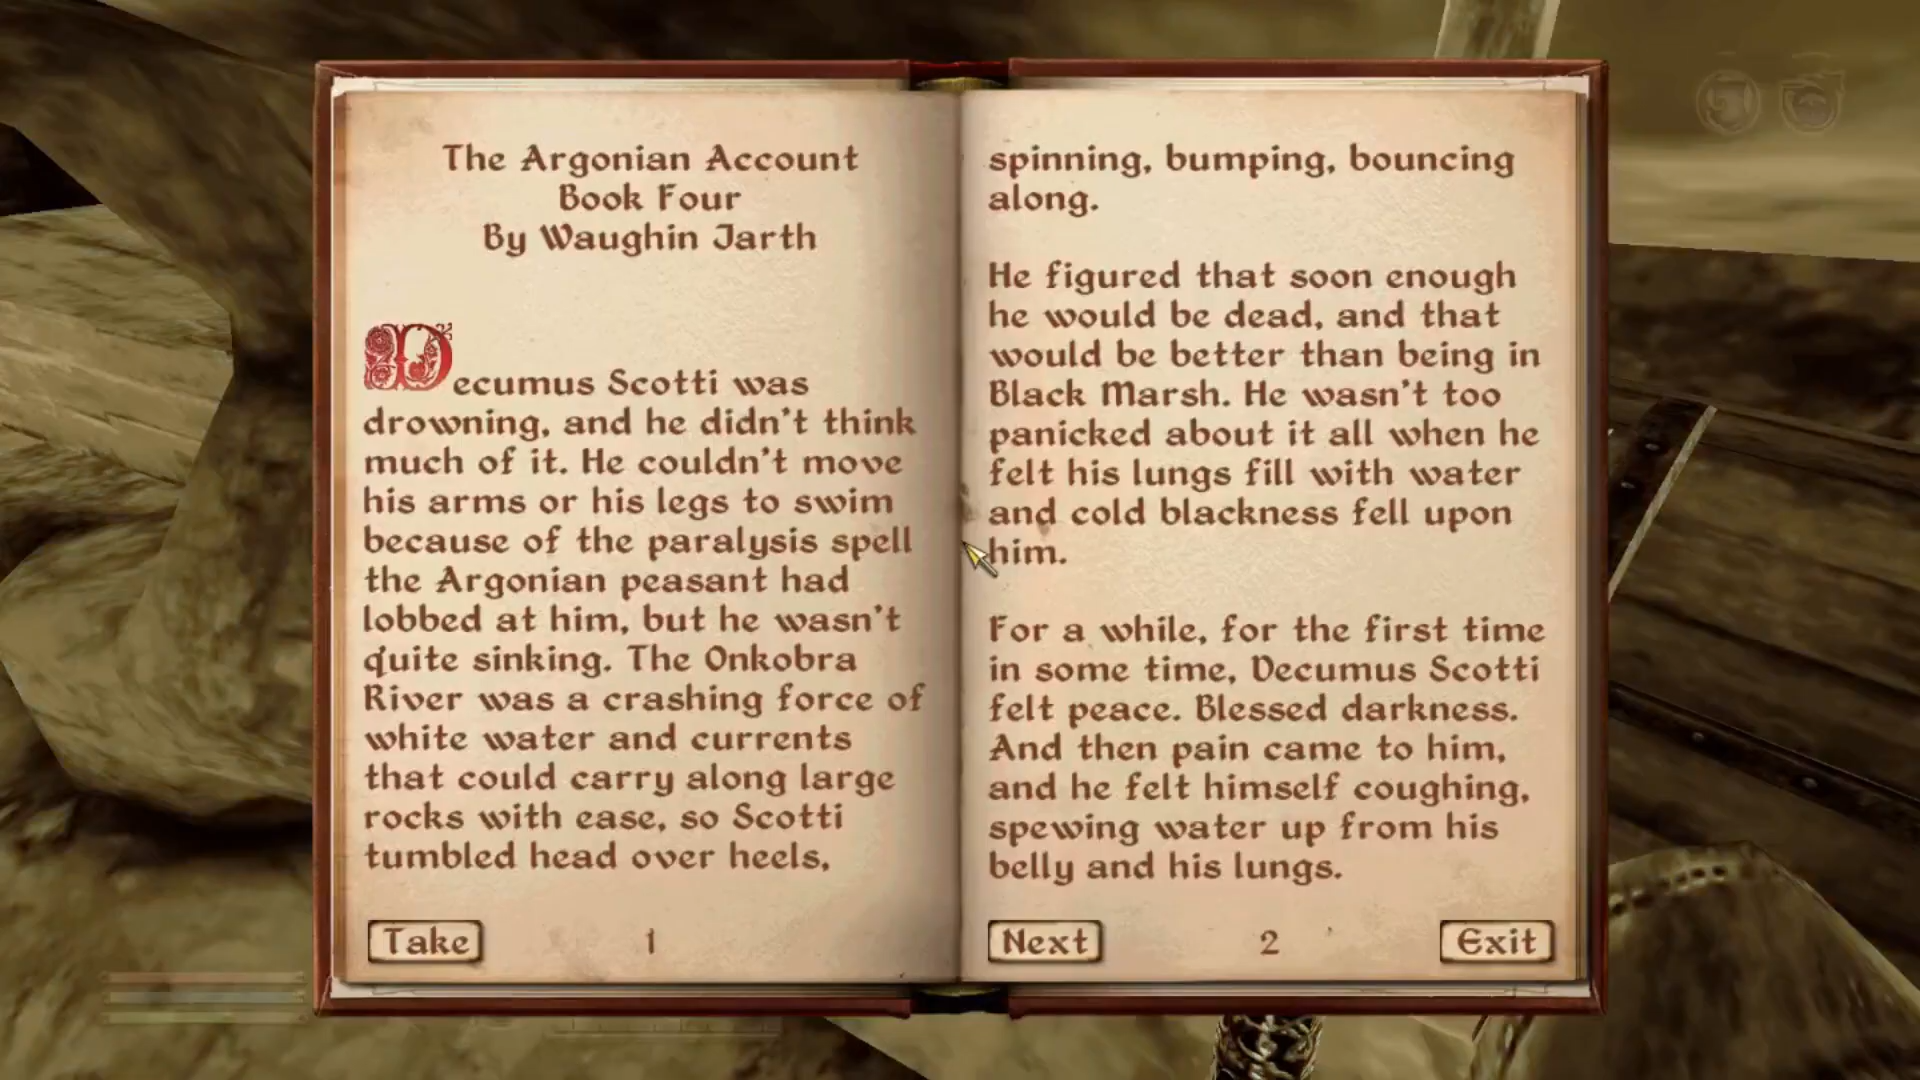 The Argonian Account
Book Four
By Waughin Jarth
Decumus Scotti was
drowning, and he didn't think
much of it. He couldn't move
his arms or his legs to swim
because of the paralysis spell
the Argonian peasant had
lobbed at him, but he wasn't
quite sinking. The Onkobra
River was a crashing force of
white water and currents
that could carry along large
rocks with ease, so Scotti
tumbled head over heels,
Take
1
spinning, bumping, bouncing
along.
He figured that soon enough
he would be dead, and that
would be better than being in
Black Marsh. He wasn't too
panicked about it all when he
felt his lungs fill with water
and cold blackness fell upon
him.
For a while, for the first time
in some time, Decumus Scotti
felt peace. Blessed darkness.
And then pain came to him,
and he felt himself coughing,
spewing water up from his
belly and his lungs.
Next
2
Exit